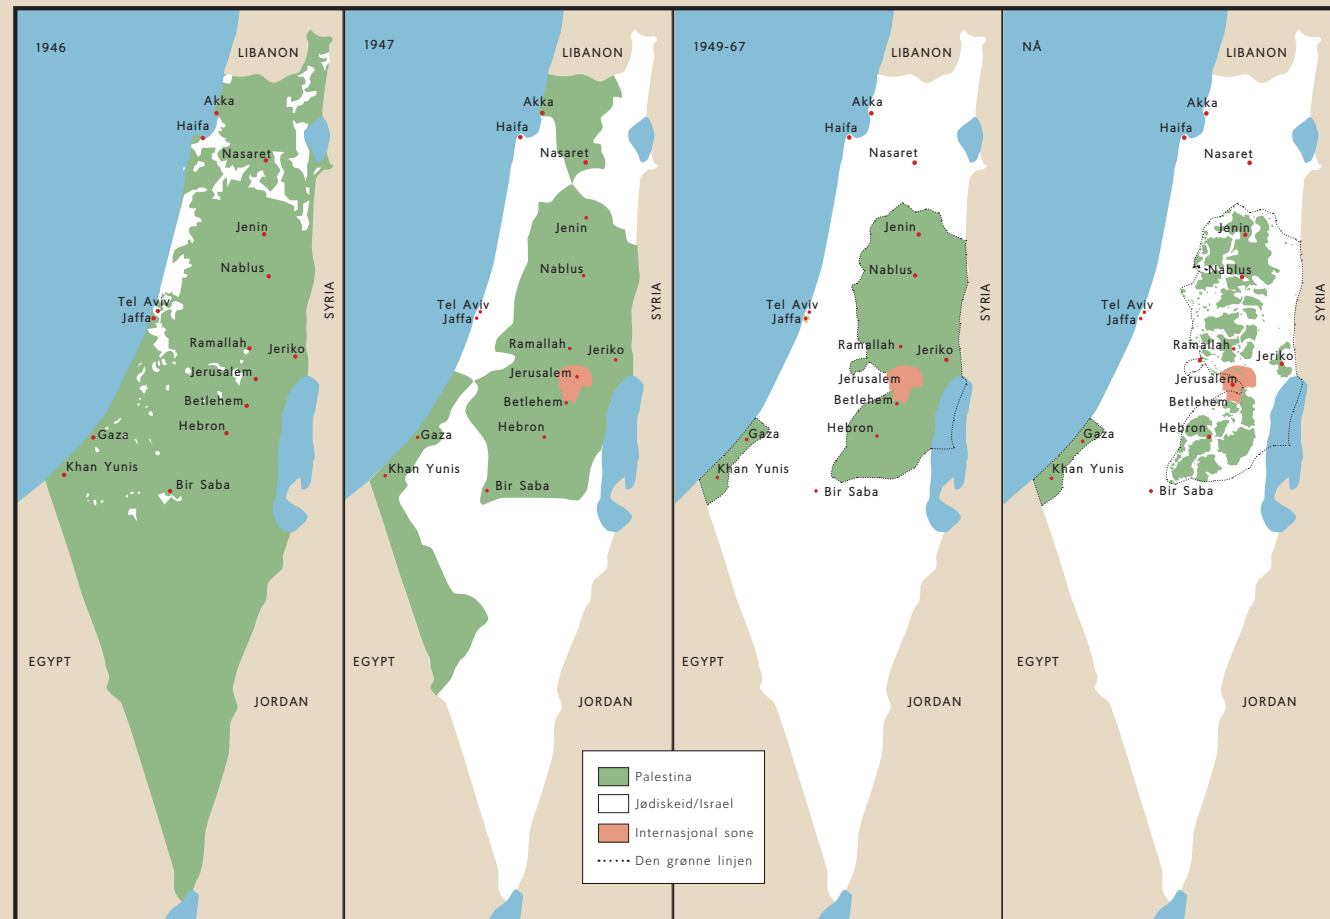 1946
LIBANON
Akka
Haifa
Nasaret
Jenin
Nablus
SYRIA
Tel Aviv
Jaffa
Ramallah
Jeriko
Jerusalem
Betlehem
Hebron
Gaza
Khan Yunis
Bir Saba
EGYPT
JORDAN
1947
LIBANON
Akka
Haifa
Nasaret
Jenin
Nablus
SYRIA
Tel Aviv
Jaffa
Ramallah
Jeriko
Jerusalem
Betlehem
Hebron
Gaza
Khan Yunis
Bir Saba
EGYPT
JORDAN
1949-67
LIBANON
Akka
Haifa
Nasaret
Jenin
Nablus
SYRIA
Tel Aviv
Jaffa
Ramallah
Jeriko
Jerusalem
Betlehem
Hebron
Gaza
Khan Yunis
Bir Saba
EGYPT
JORDAN
NÅ
LIBANON
Akka
Haifa
Nasaret
Jenin
Nablus
SYRIA
Tel Aviv
Jaffa
Ramallah
Jeriko
Jerusalem
Betlehem
Hebron
Gaza
Khan Yunis
Bir Saba
EGYPT
JORDAN
Palestina
Jødiskeid/Israel
Internasjonal sone
Den grønne linjen